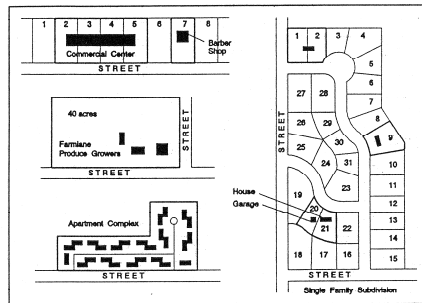 1 2 3 4 5 6 7 8
Commercial Center
Barber
Shop
STREET
40 acres
Farmlane
Produce Growers
STREET
STREET
Apartment Complex
STREET
1 2 3 4
5
6
7
8
9
10
11
12
13
14
15
27 28
26 29
25 30
24 31
23
19
20
21 22
18 17 16
STREET
House
Garage
STREET
Single Family Subdivision